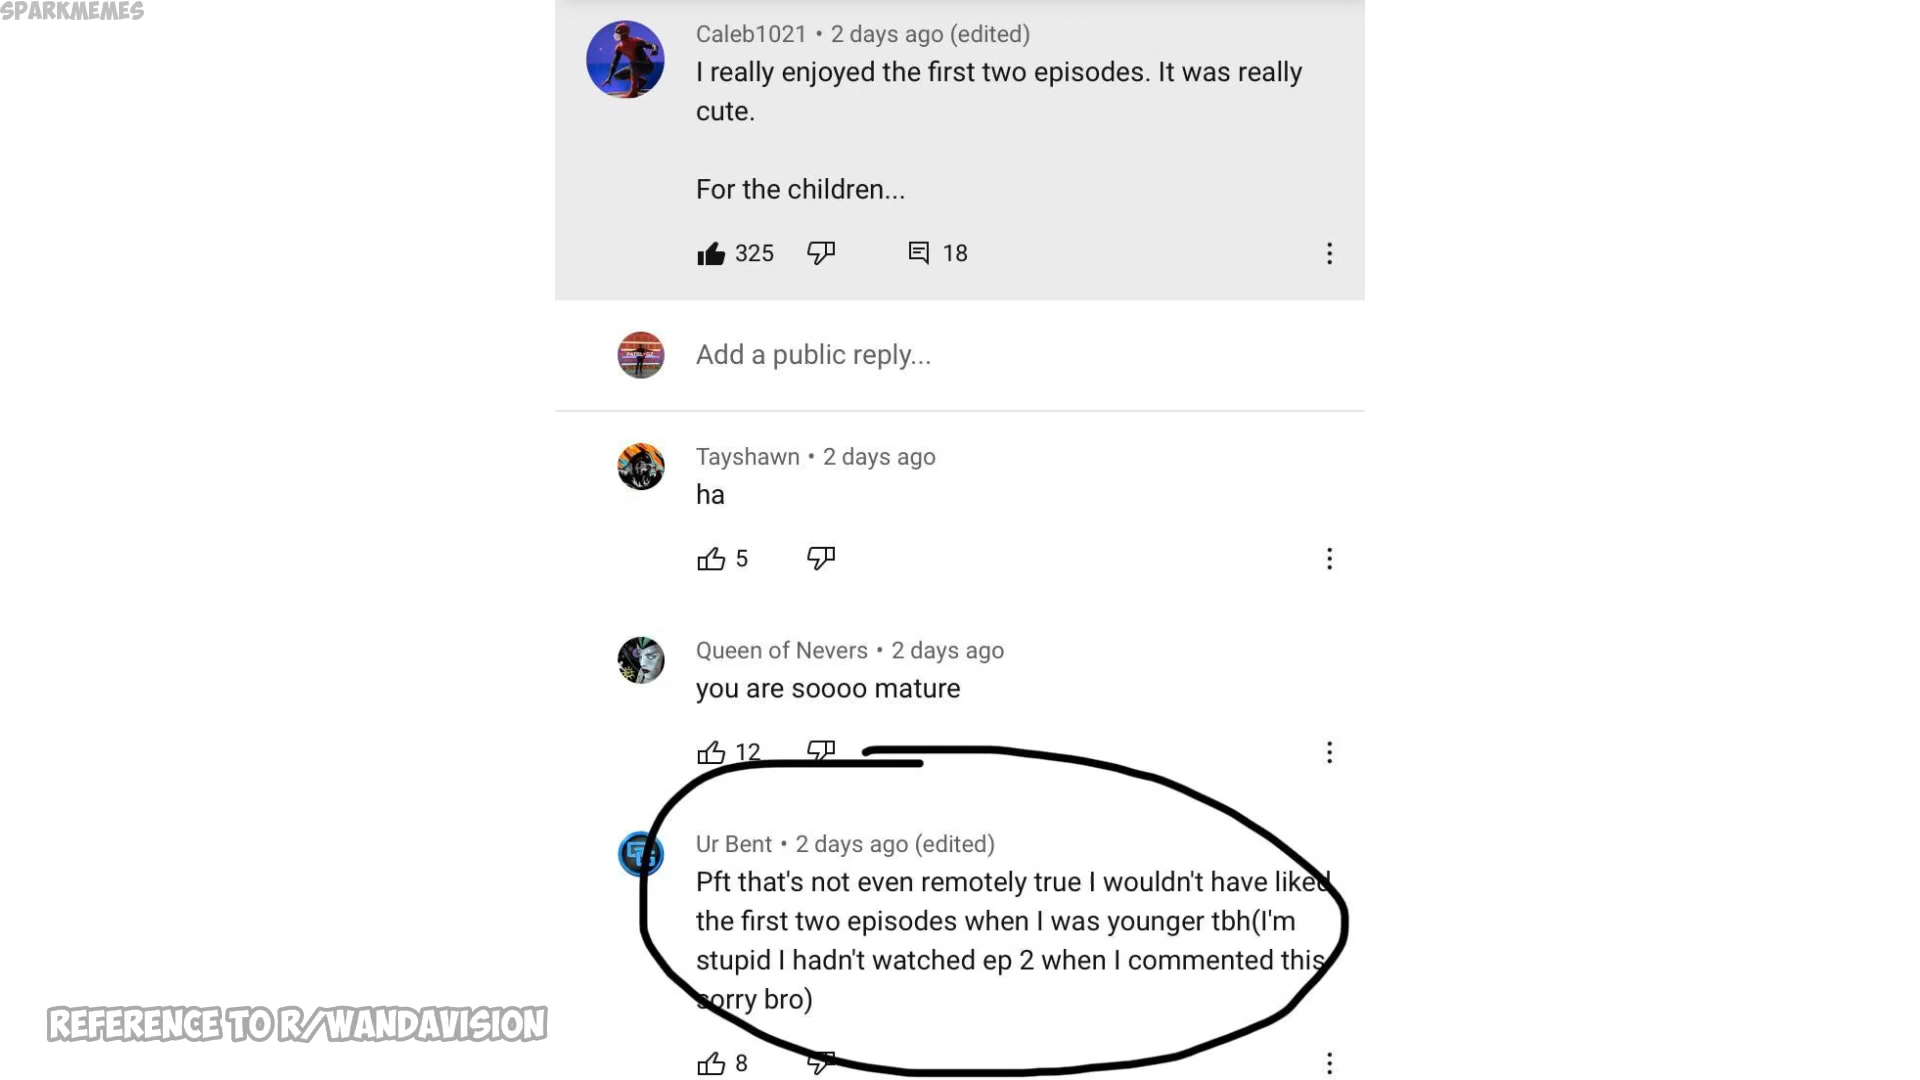 SPARKMEMES
Caleb1021 • 2 days ago (edited)
I really enjoyed the first two episodes. It was really
cute.
For the children...
325 18
Add a public reply...
Tayshawn • 2 days ago
ha
5
Queen of Nevers • 2 days ago
you are soooo mature
12
Ur Bent • 2 days ago (edited)
Pft that's not even remotely true I wouldn't have liked
the first two episodes when I was younger tbh(I'm
stupid I hadn't watched ep 2 when I commented this
sorry bro)
REFERENCE TO R/WANDAVISION
8